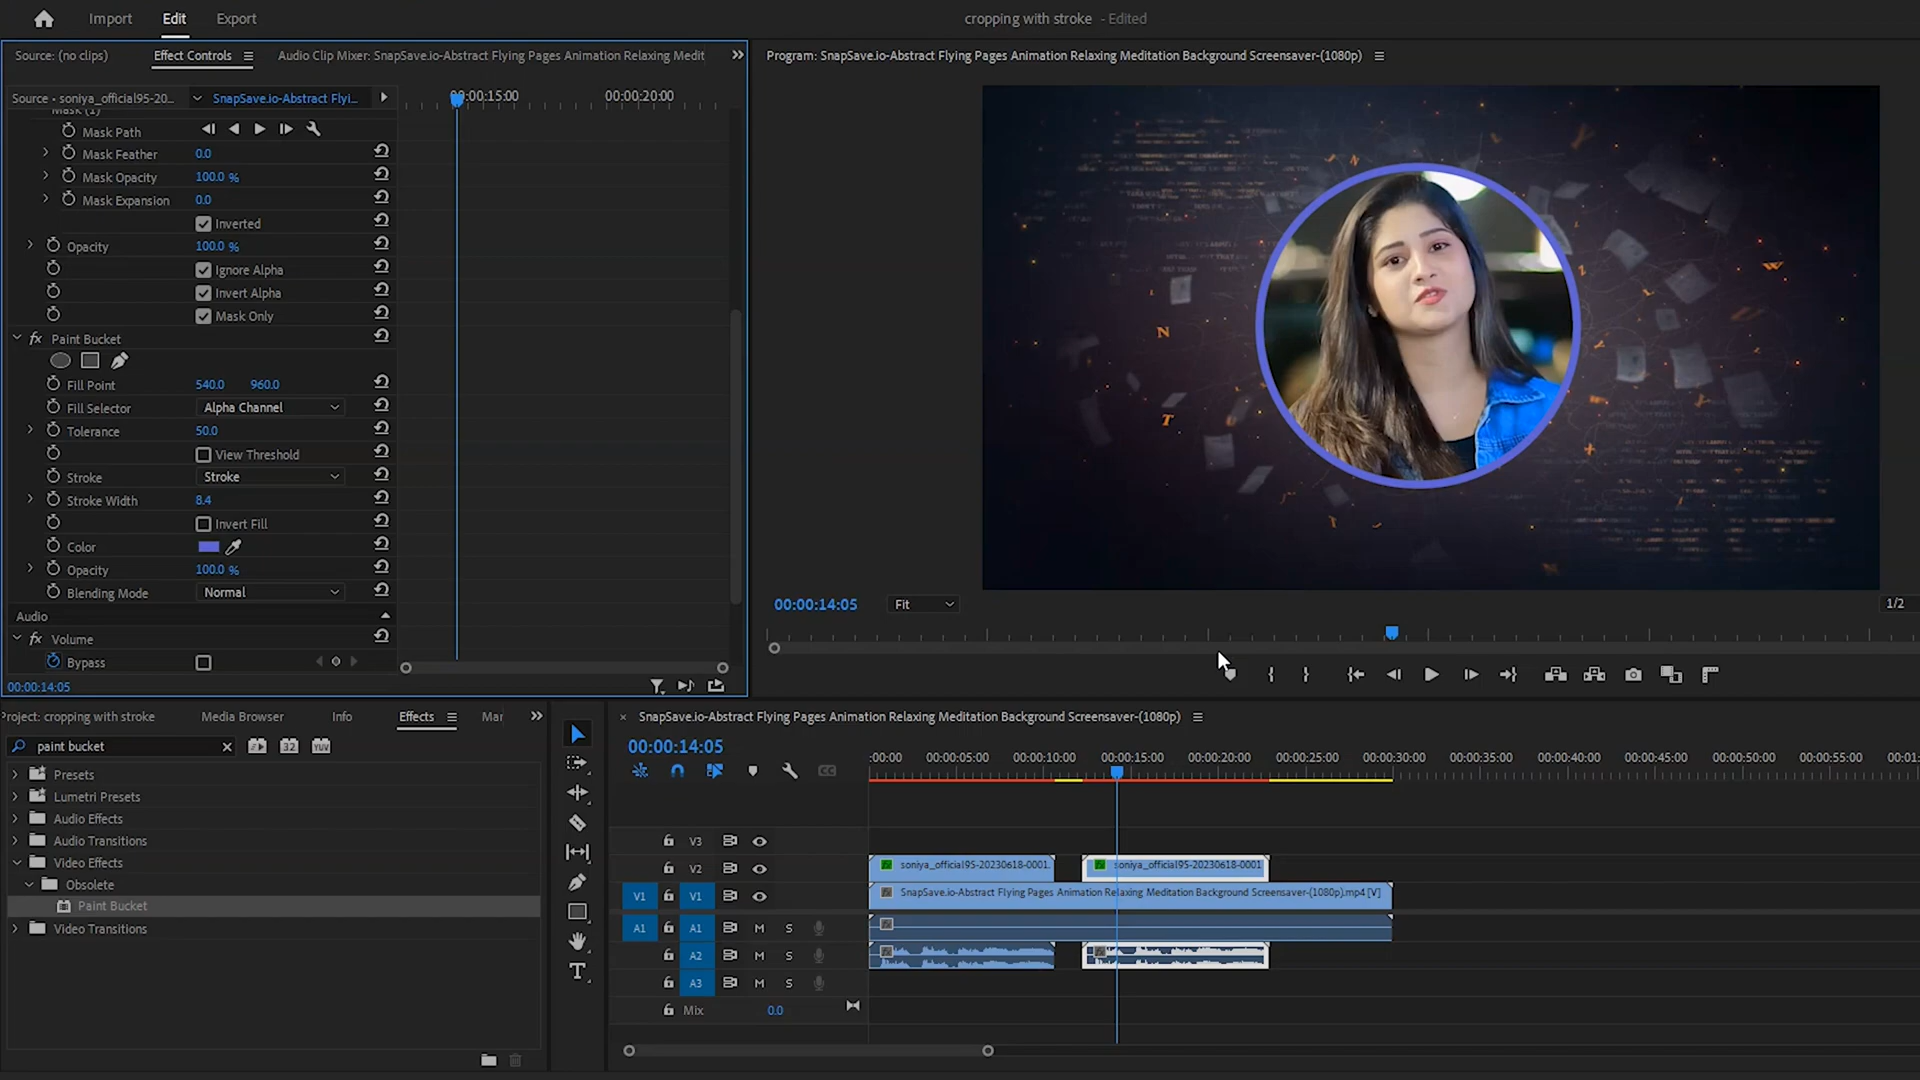 Import Edit Export
cropping with stroke - Edited
Source: (no clips) Effect Controls Audio Clip Mixer: SnapSave.io-Abstract Flying Pages Animation Relaxing Medit
Source • soniya_official95-20... SnapSave.io-Abstract Flyi...
00:00:15:00 00:00:20:00
Mask (1)
Mask Path
Mask Feather 0.0
Mask Opacity 100.0 %
Mask Expansion 0.0
Inverted
Opacity 100.0 %
Ignore Alpha
Invert Alpha
Mask Only
fx Paint Bucket
Fill Point 540.0 960.0
Fill Selector Alpha Channel
Tolerance 50.0
View Threshold
Stroke Stroke
Stroke Width 8.4
Invert Fill
Color
Opacity 100.0 %
Blending Mode Normal
Audio
fx Volume
Bypass
00:00:14:05
Program: SnapSave.io-Abstract Flying Pages Animation Relaxing Meditation Background Screensaver-(1080p)
N
T
00:00:14:05 Fit 1/2
Project: cropping with stroke Media Browser Info Effects Mar
paint bucket 32 YUV
Presets
Lumetri Presets
Audio Effects
Audio Transitions
Video Effects
Obsolete
Paint Bucket
Video Transitions
SnapSave.io-Abstract Flying Pages Animation Relaxing Meditation Background Screensaver-(1080p)
00:00:14:05
:00:00 00:00:05:00 00:00:10:00 00:00:15:00 00:00:20:00 00:00:25:00 00:00:30:00 00:00:35:00 00:00:40:00 00:00:45:00 00:00:50:00 00:00:55:00 00:01:
V3
V2 soniya_official95-20230618-0001. soniya_official95-20230618-0001
V1 V1 SnapSave.io-Abstract Flying Pages Animation Relaxing Meditation Background Screensaver-(1080p).mp4 [V]
A1 A1 M S
A2 M S
A3 M S
Mix 0.0